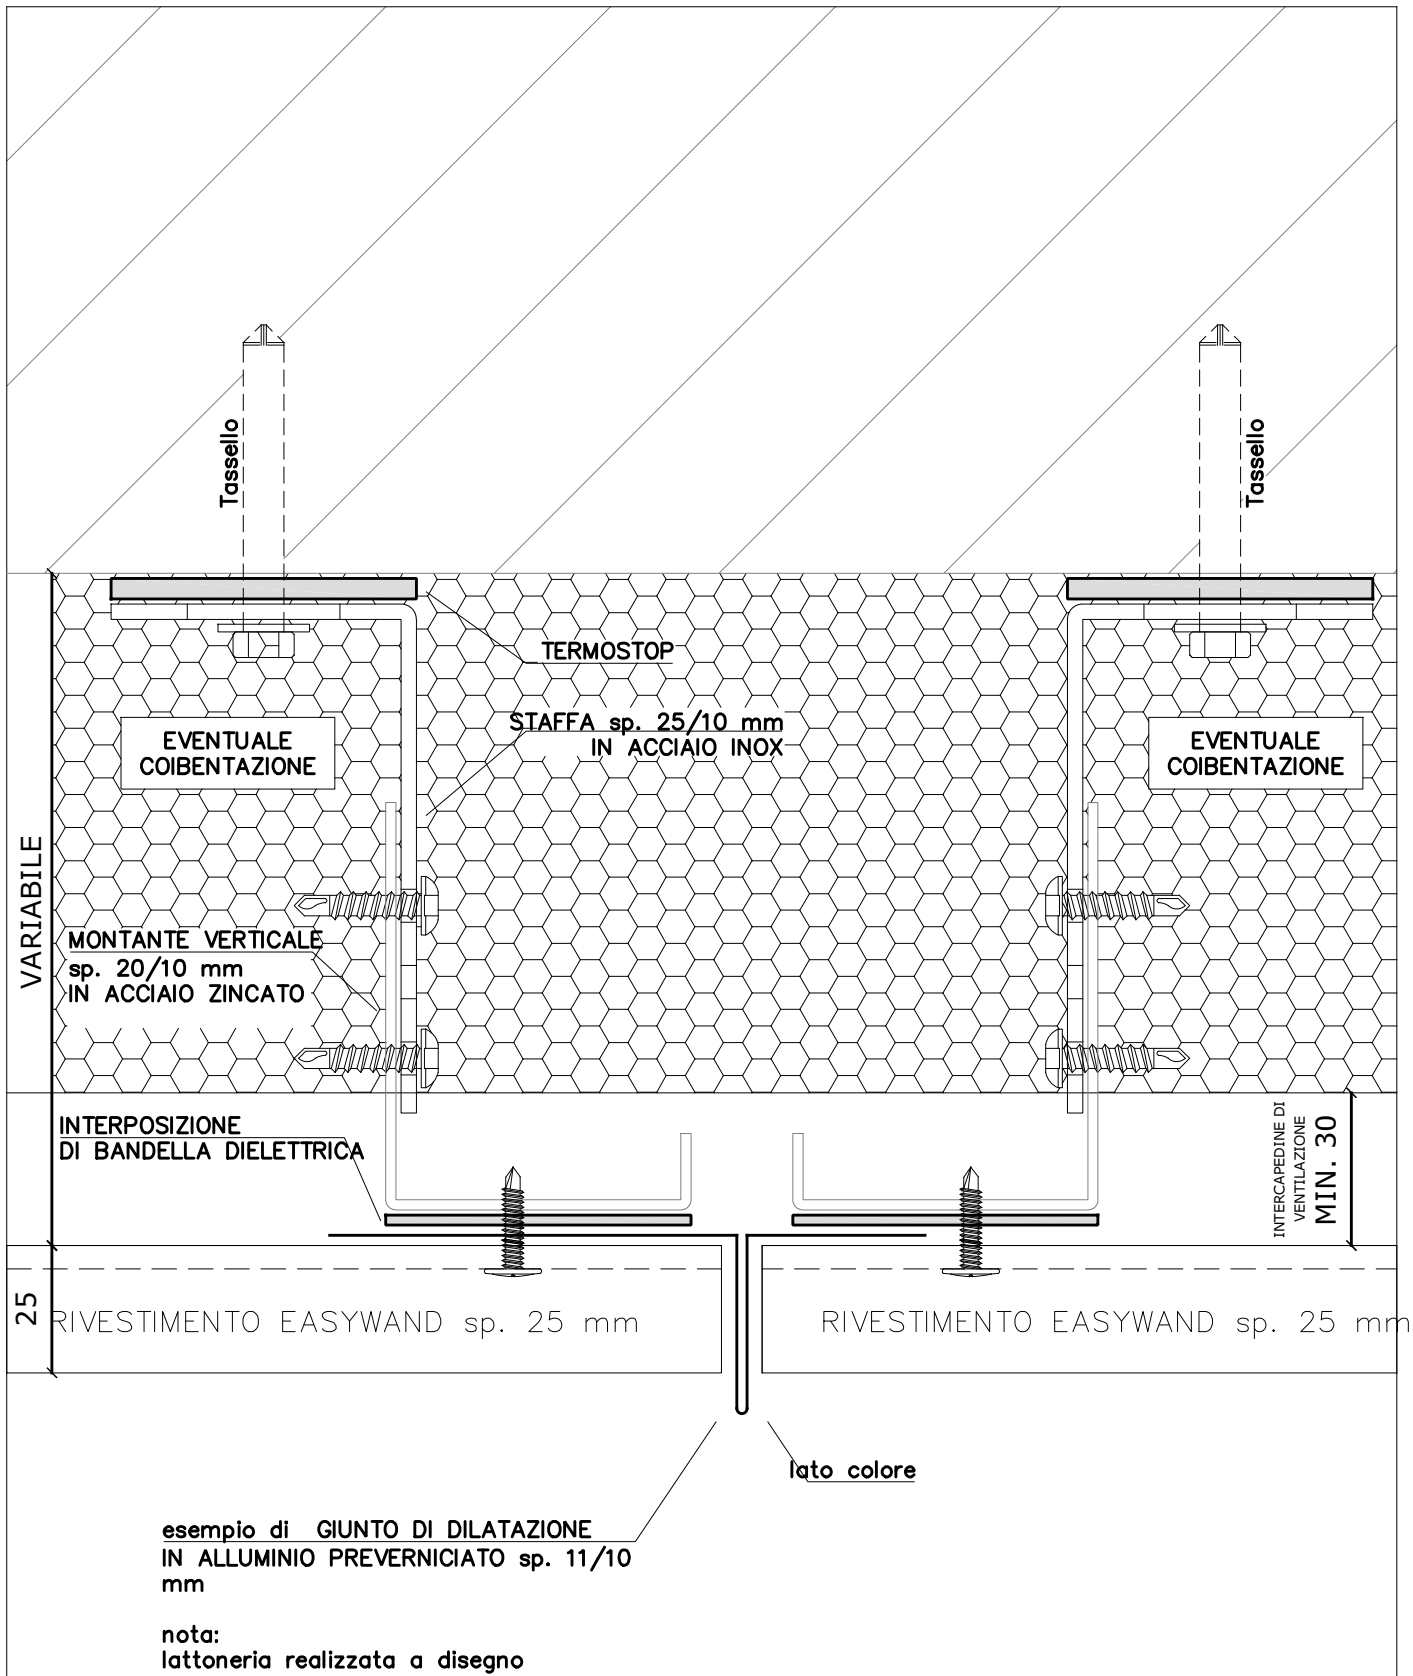 Tassello
Tassello
TERMOSTOP
STAFFA sp. 25/10 mm
IN ACCIAIO INOX
EVENTUALE
COIBENTAZIONE
EVENTUALE
COIBENTAZIONE
VARIABILE
MONTANTE VERTICALE
sp. 20/10 mm
IN ACCIAIO ZINCATO
INTERPOSIZIONE
DI BANDELLA DIELETTRICA
INTERCAPEDINE DI
VENTILAZIONE
MIN. 30
25
RIVESTIMENTO EASYWAND sp. 25 mm
RIVESTIMENTO EASYWAND sp. 25 mm
lato colore
esempio di GIUNTO DI DILATAZIONE
IN ALLUMINIO PREVERNICIATO sp. 11/10
mm
nota:
lattoneria realizzata a disegno